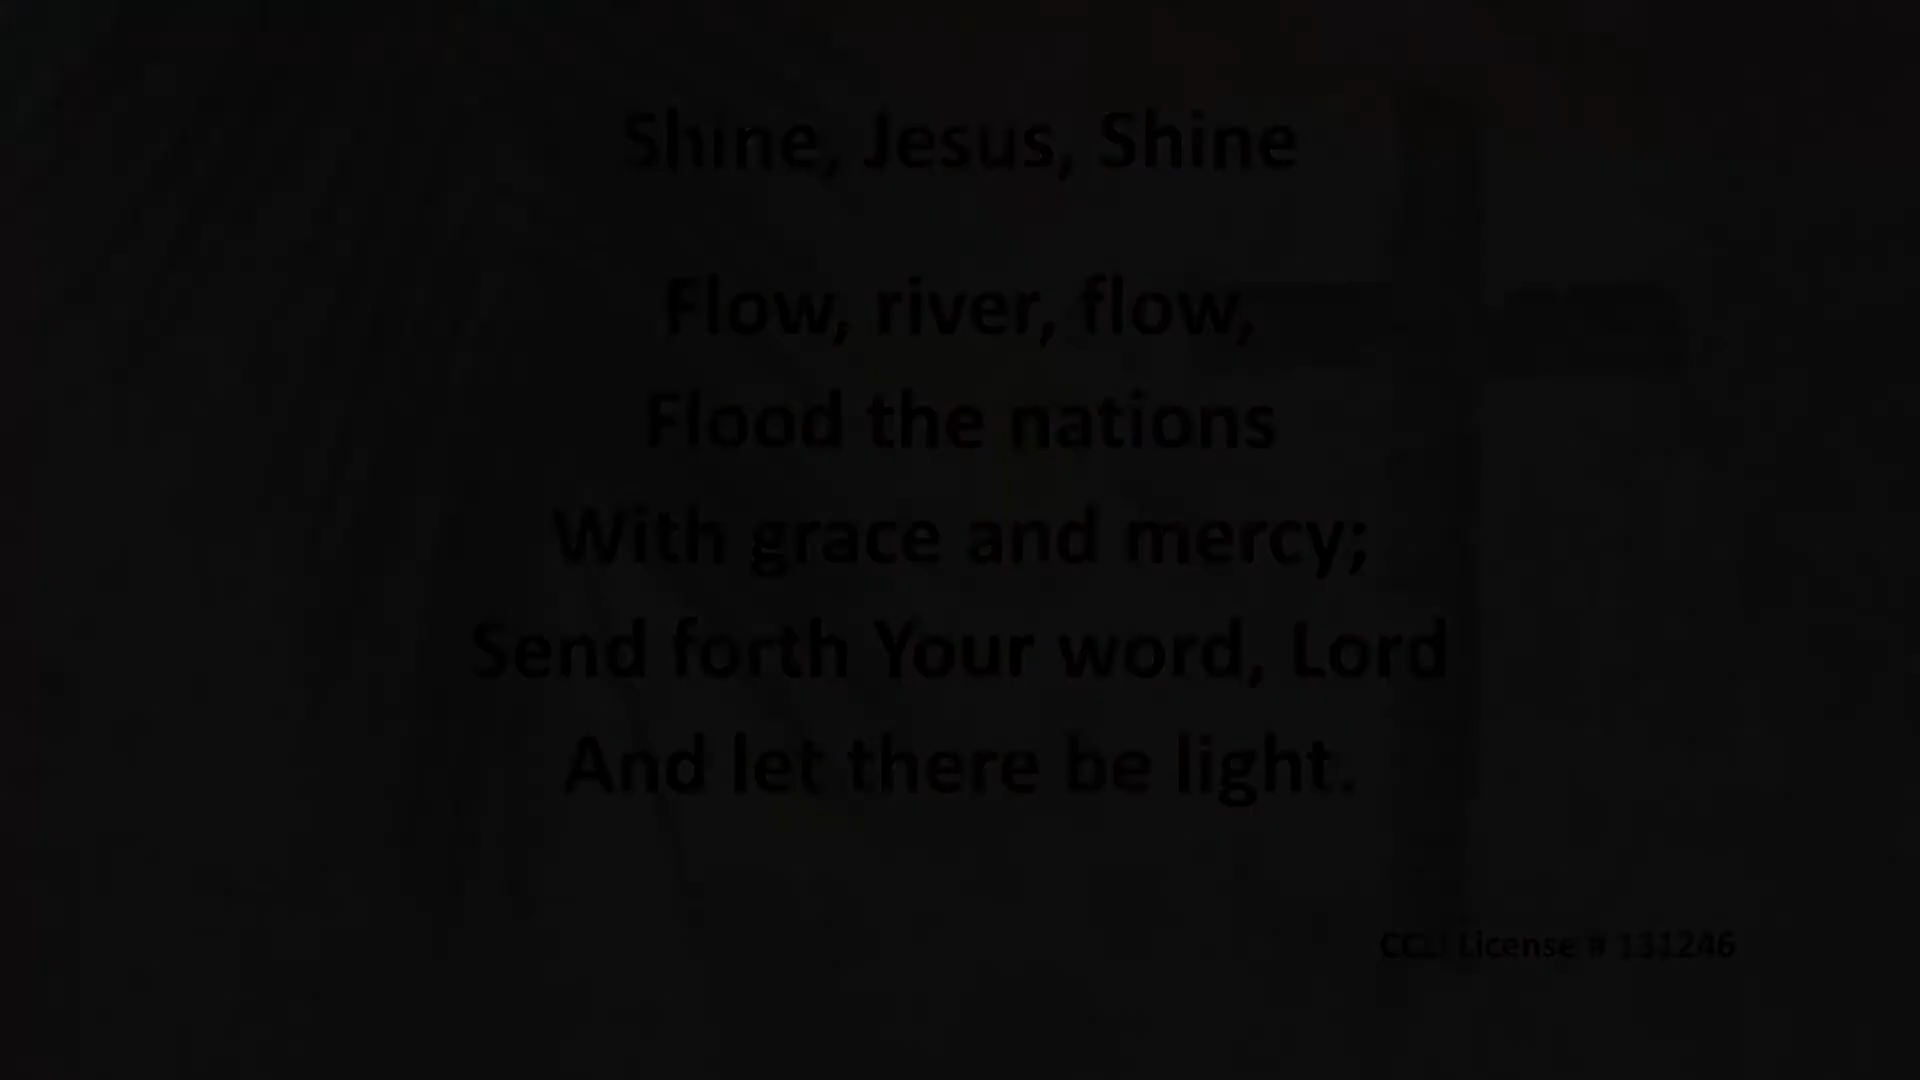 Shine, Jesus, Shine
Flow, river, flow,
Flood the nations
With grace and mercy;
Send forth Your word, Lord
And let there be light.
CCLI License # 131246